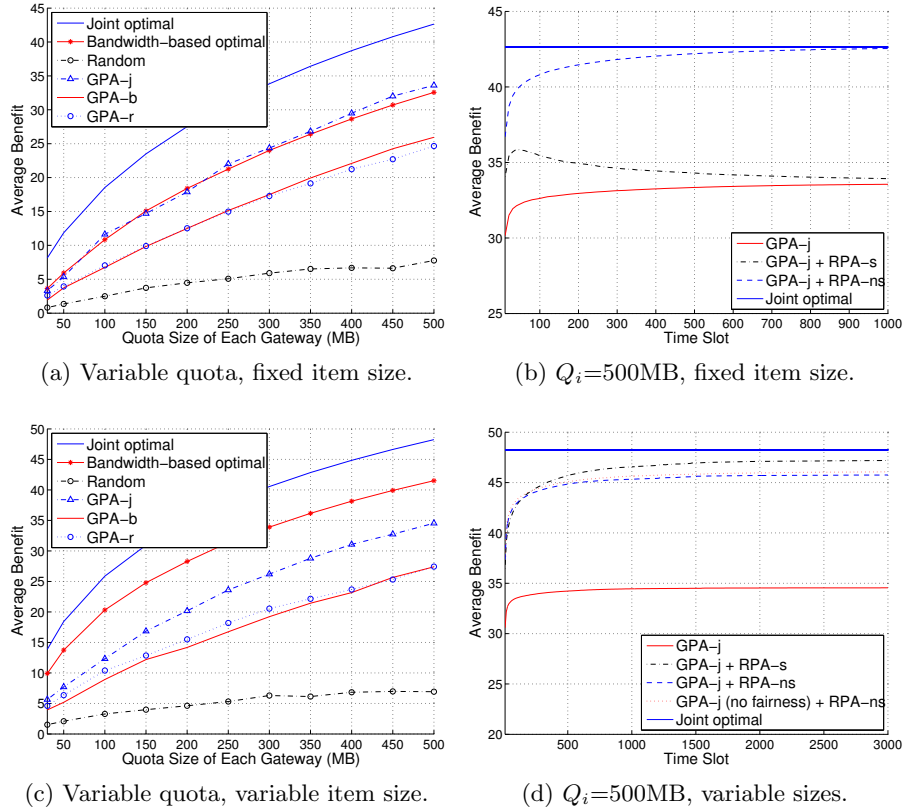 45
40
35
30
25
20
15
10
5
0
Average Benefit
Joint optimal
Bandwidth-based optimal
Random
GPA-j
GPA-b
GPA-r
50 100 150 200 250 300 350 400 450 500
Quota Size of Each Gateway (MB)
(a) Variable quota, fixed item size.
45
40
35
30
25
Average Benefit
GPA-j
GPA-j + RPA-s
GPA-j + RPA-ns
Joint optimal
100 200 300 400 500 600 700 800 900 1000
Time Slot
(b) Qi=500MB, fixed item size.
50
45
40
35
30
25
20
15
10
5
0
Average Benefit
Joint optimal
Bandwidth-based optimal
Random
GPA-j
GPA-b
GPA-r
50 100 150 200 250 300 350 400 450 500
Quota Size of Each Gateway (MB)
(c) Variable quota, variable item size.
50
45
40
35
30
25
20
Average Benefit
GPA-j
GPA-j + RPA-s
GPA-j + RPA-ns
GPA-j (no fairness) + RPA-ns
Joint optimal
500 1000 1500 2000 2500 3000
Time Slot
(d) Qi=500MB, variable sizes.